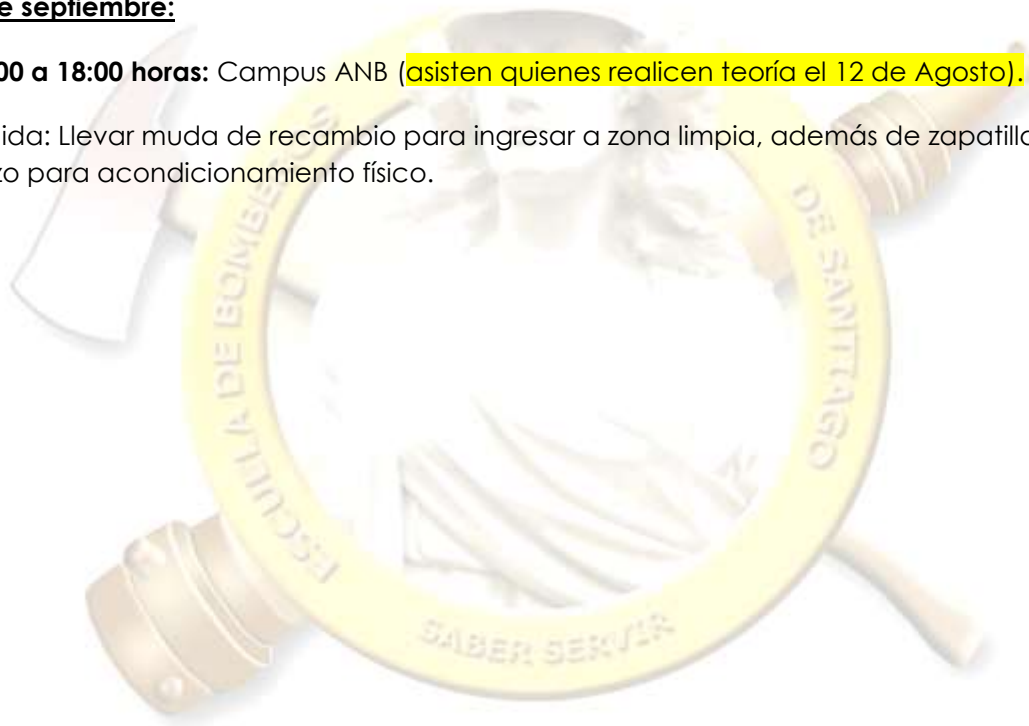 e septiembre:
00 a 18:00 horas: Campus ANB (asisten quienes realicen teoría el 12 de Agosto).
ida: Llevar muda de recambio para ingresar a zona limpia, además de zapatilla
zo para acondicionamiento físico.
ESCUELA DE BOMBEROS
DE SANTIAGO
SABER SERVIR